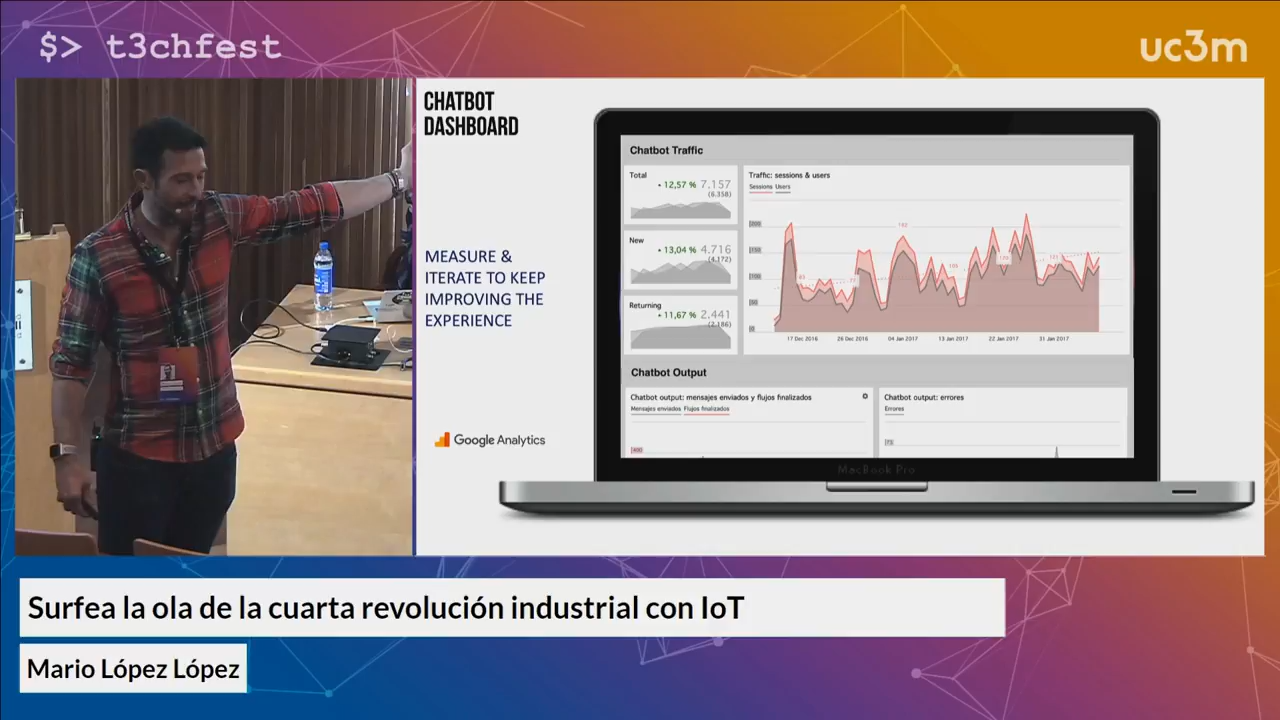 $> t3chfest
uc3m
CHATBOT
DASHBOARD
MEASURE &
ITERATE TO KEEP
IMPROVING THE
EXPERIENCE
Google Analytics
Chatbot Traffic
Total
12,57 % 7.157
(6.358)
New
13,04 % 4.716
(4.172)
Returning
11,67 % 2.441
(2.186)
Traffic: sessions & users
Sessions Users
17 Dec 2016 26 Dec 2016 04 Jan 2017 13 Jan 2017 22 Jan 2017 31 Jan 2017
Chatbot Output
Chatbot output: mensajes enviados y flujos finalizados
Mensajes enviados Flujos finalizados
Chatbot output: errores
Errores
MacBook Pro
Surfea la ola de la cuarta revolución industrial con IoT
Mario López López